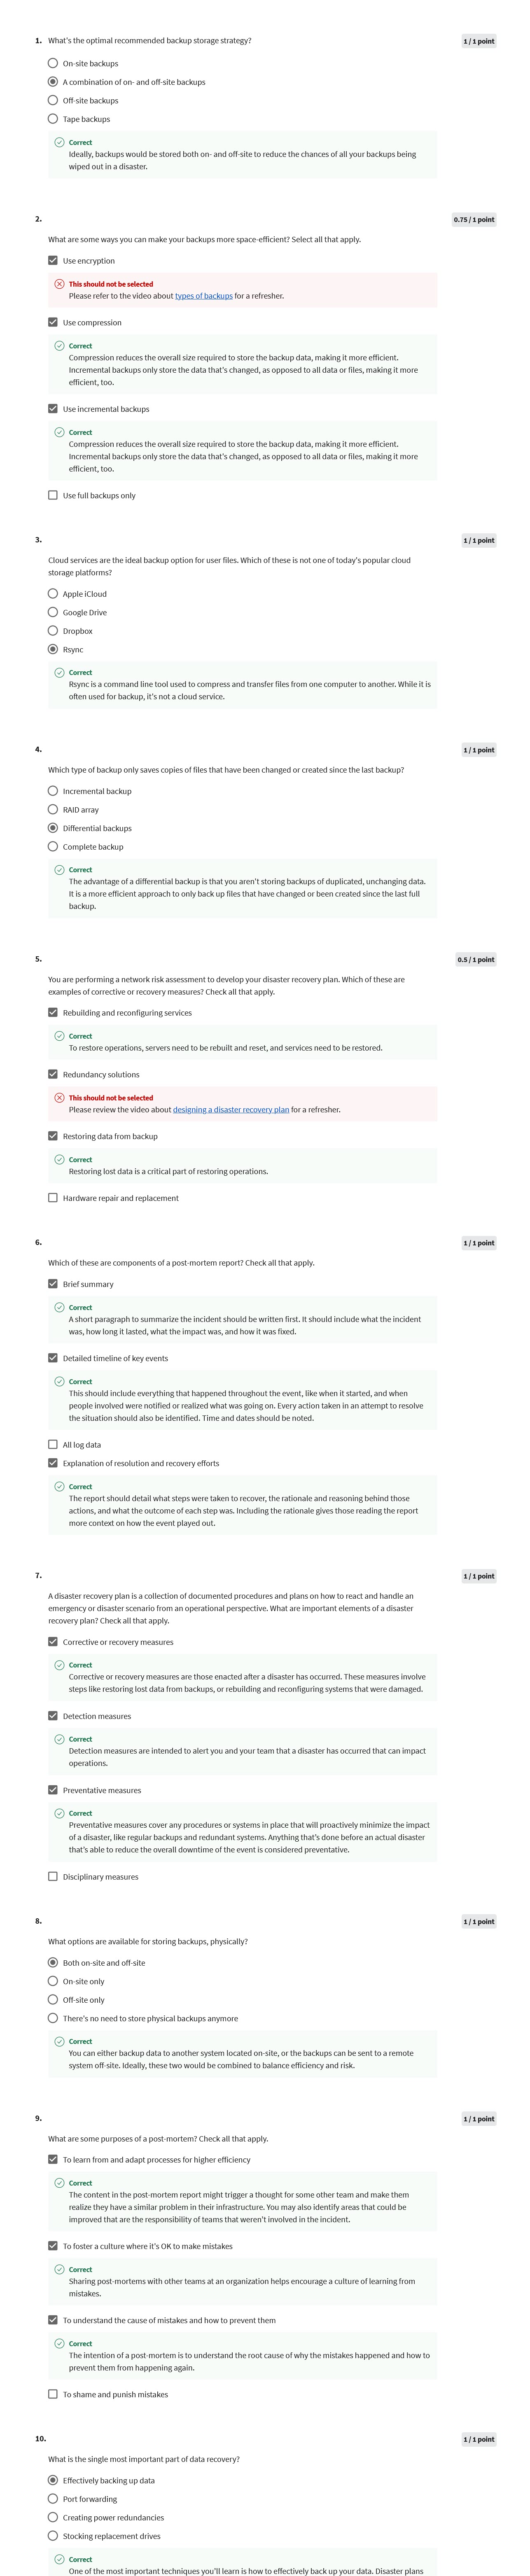 1. What's the optimal recommended backup storage strategy?
1 / 1 point
On-site backups
A combination of on- and off-site backups
Off-site backups
Tape backups
Correct
Ideally, backups would be stored both on- and off-site to reduce the chances of all your backups being
wiped out in a disaster.
2.
0.75 / 1 point
What are some ways you can make your backups more space-efficient? Select all that apply.
Use encryption
This should not be selected
Please refer to the video about types of backups for a refresher.
Use compression
Correct
Compression reduces the overall size required to store the backup data, making it more efficient.
Incremental backups only store the data that's changed, as opposed to all data or files, making it more
efficient, too.
Use incremental backups
Correct
Compression reduces the overall size required to store the backup data, making it more efficient.
Incremental backups only store the data that's changed, as opposed to all data or files, making it more
efficient, too.
Use full backups only
3.
1 / 1 point
Cloud services are the ideal backup option for user files. Which of these is not one of today's popular cloud
storage platforms?
Apple iCloud
Google Drive
Dropbox
Rsync
Correct
Rsync is a command line tool used to compress and transfer files from one computer to another. While it is
often used for backup, it's not a cloud service.
4.
1 / 1 point
Which type of backup only saves copies of files that have been changed or created since the last backup?
Incremental backup
RAID array
Differential backups
Complete backup
Correct
The advantage of a differential backup is that you aren't storing backups of duplicated, unchanging data.
It is a more efficient approach to only back up files that have changed or been created since the last full
backup.
5.
0.5 / 1 point
You are performing a network risk assessment to develop your disaster recovery plan. Which of these are
examples of corrective or recovery measures? Check all that apply.
Rebuilding and reconfiguring services
Correct
To restore operations, servers need to be rebuilt and reset, and services need to be restored.
Redundancy solutions
This should not be selected
Please review the video about designing a disaster recovery plan for a refresher.
Restoring data from backup
Correct
Restoring lost data is a critical part of restoring operations.
Hardware repair and replacement
6.
1 / 1 point
Which of these are components of a post-mortem report? Check all that apply.
Brief summary
Correct
A short paragraph to summarize the incident should be written first. It should include what the incident
was, how long it lasted, what the impact was, and how it was fixed.
Detailed timeline of key events
Correct
This should include everything that happened throughout the event, like when it started, and when
people involved were notified or realized what was going on. Every action taken in an attempt to resolve
the situation should also be identified. Time and dates should be noted.
All log data
Explanation of resolution and recovery efforts
Correct
The report should detail what steps were taken to recover, the rationale and reasoning behind those
actions, and what the outcome of each step was. Including the rationale gives those reading the report
more context on how the event played out.
7.
1 / 1 point
A disaster recovery plan is a collection of documented procedures and plans on how to react and handle an
emergency or disaster scenario from an operational perspective. What are important elements of a disaster
recovery plan? Check all that apply.
Corrective or recovery measures
Correct
Corrective or recovery measures are those enacted after a disaster has occurred. These measures involve
steps like restoring lost data from backups, or rebuilding and reconfiguring systems that were damaged.
Detection measures
Correct
Detection measures are intended to alert you and your team that a disaster has occurred that can impact
operations.
Preventative measures
Correct
Preventative measures cover any procedures or systems in place that will proactively minimize the impact
of a disaster, like regular backups and redundant systems. Anything that's done before an actual disaster
that's able to reduce the overall downtime of the event is considered preventative.
Disciplinary measures
8.
1 / 1 point
What options are available for storing backups, physically?
Both on-site and off-site
On-site only
Off-site only
There's no need to store physical backups anymore
Correct
You can either backup data to another system located on-site, or the backups can be sent to a remote
system off-site. Ideally, these two would be combined to balance efficiency and risk.
9.
1 / 1 point
What are some purposes of a post-mortem? Check all that apply.
To learn from and adapt processes for higher efficiency
Correct
The content in the post-mortem report might trigger a thought for some other team and make them
realize they have a similar problem in their infrastructure. You may also identify areas that could be
improved that are the responsibility of teams that weren't involved in the incident.
To foster a culture where it's OK to make mistakes
Correct
Sharing post-mortems with other teams at an organization helps encourage a culture of learning from
mistakes.
To understand the cause of mistakes and how to prevent them
Correct
The intention of a post-mortem is to understand the root cause of why the mistakes happened and how to
prevent them from happening again.
To shame and punish mistakes
10.
1 / 1 point
What is the single most important part of data recovery?
Effectively backing up data
Port forwarding
Creating power redundancies
Stocking replacement drives
Correct
One of the most important techniques you'll learn is how to effectively back up your data. Disaster plans